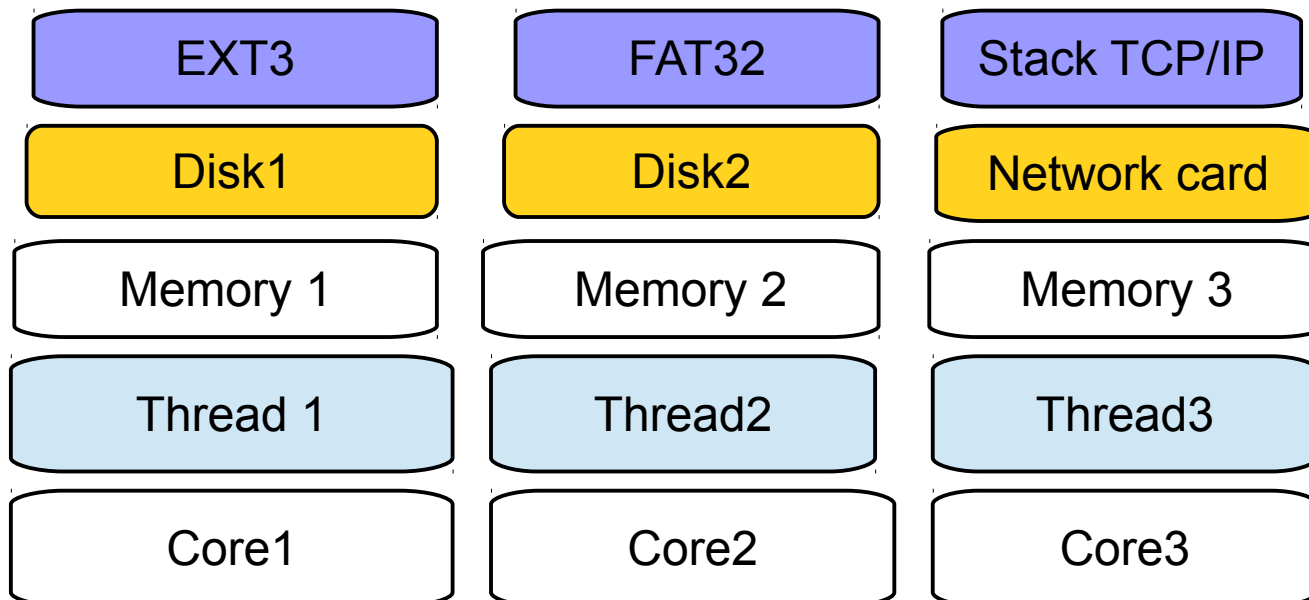 EXT3
FAT32
Stack TCP/IP
Disk1
Disk2
Network card
Memory 1
Memory 2
Memory 3
Thread 1
Thread2
Thread3
Core1
Core2
Core3